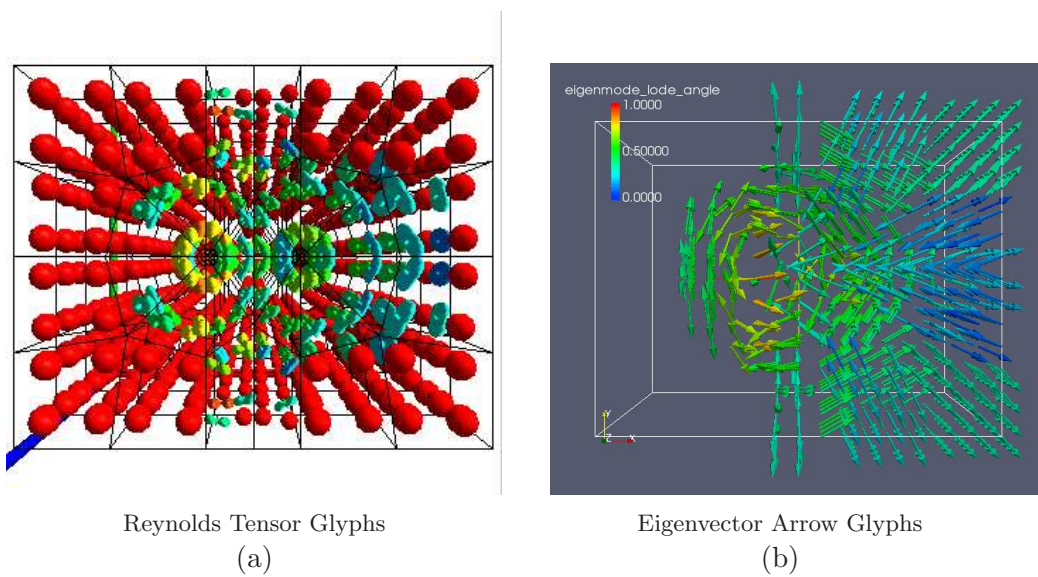 eigenmode_lode_angle
1.0000
0.50000
0.0000
Y
Z
X
Reynolds Tensor Glyphs
(a)
Eigenvector Arrow Glyphs
(b)